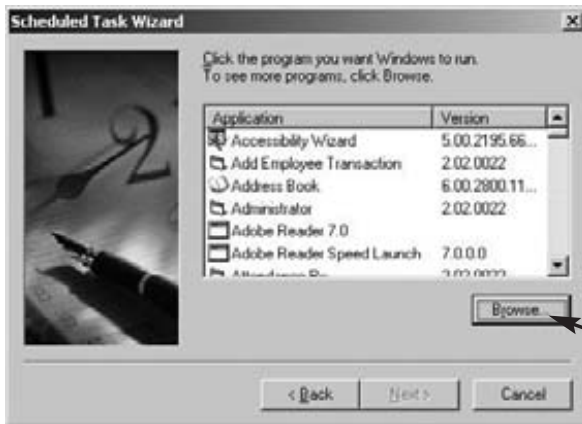 Scheduled Task Wizard
Click the program you want Windows to run.
To see more programs, click Browse.
Application Version
Accessibility Wizard 5.00.2195.66...
Add Employee Transaction 2.02.0022
Address Book 6.00.2800.11...
Administrator 2.02.0022
Adobe Reader 7.0
Adobe Reader Speed Launch 7.0.0.0
2.02.0022
Browse...
< Back Next > Cancel